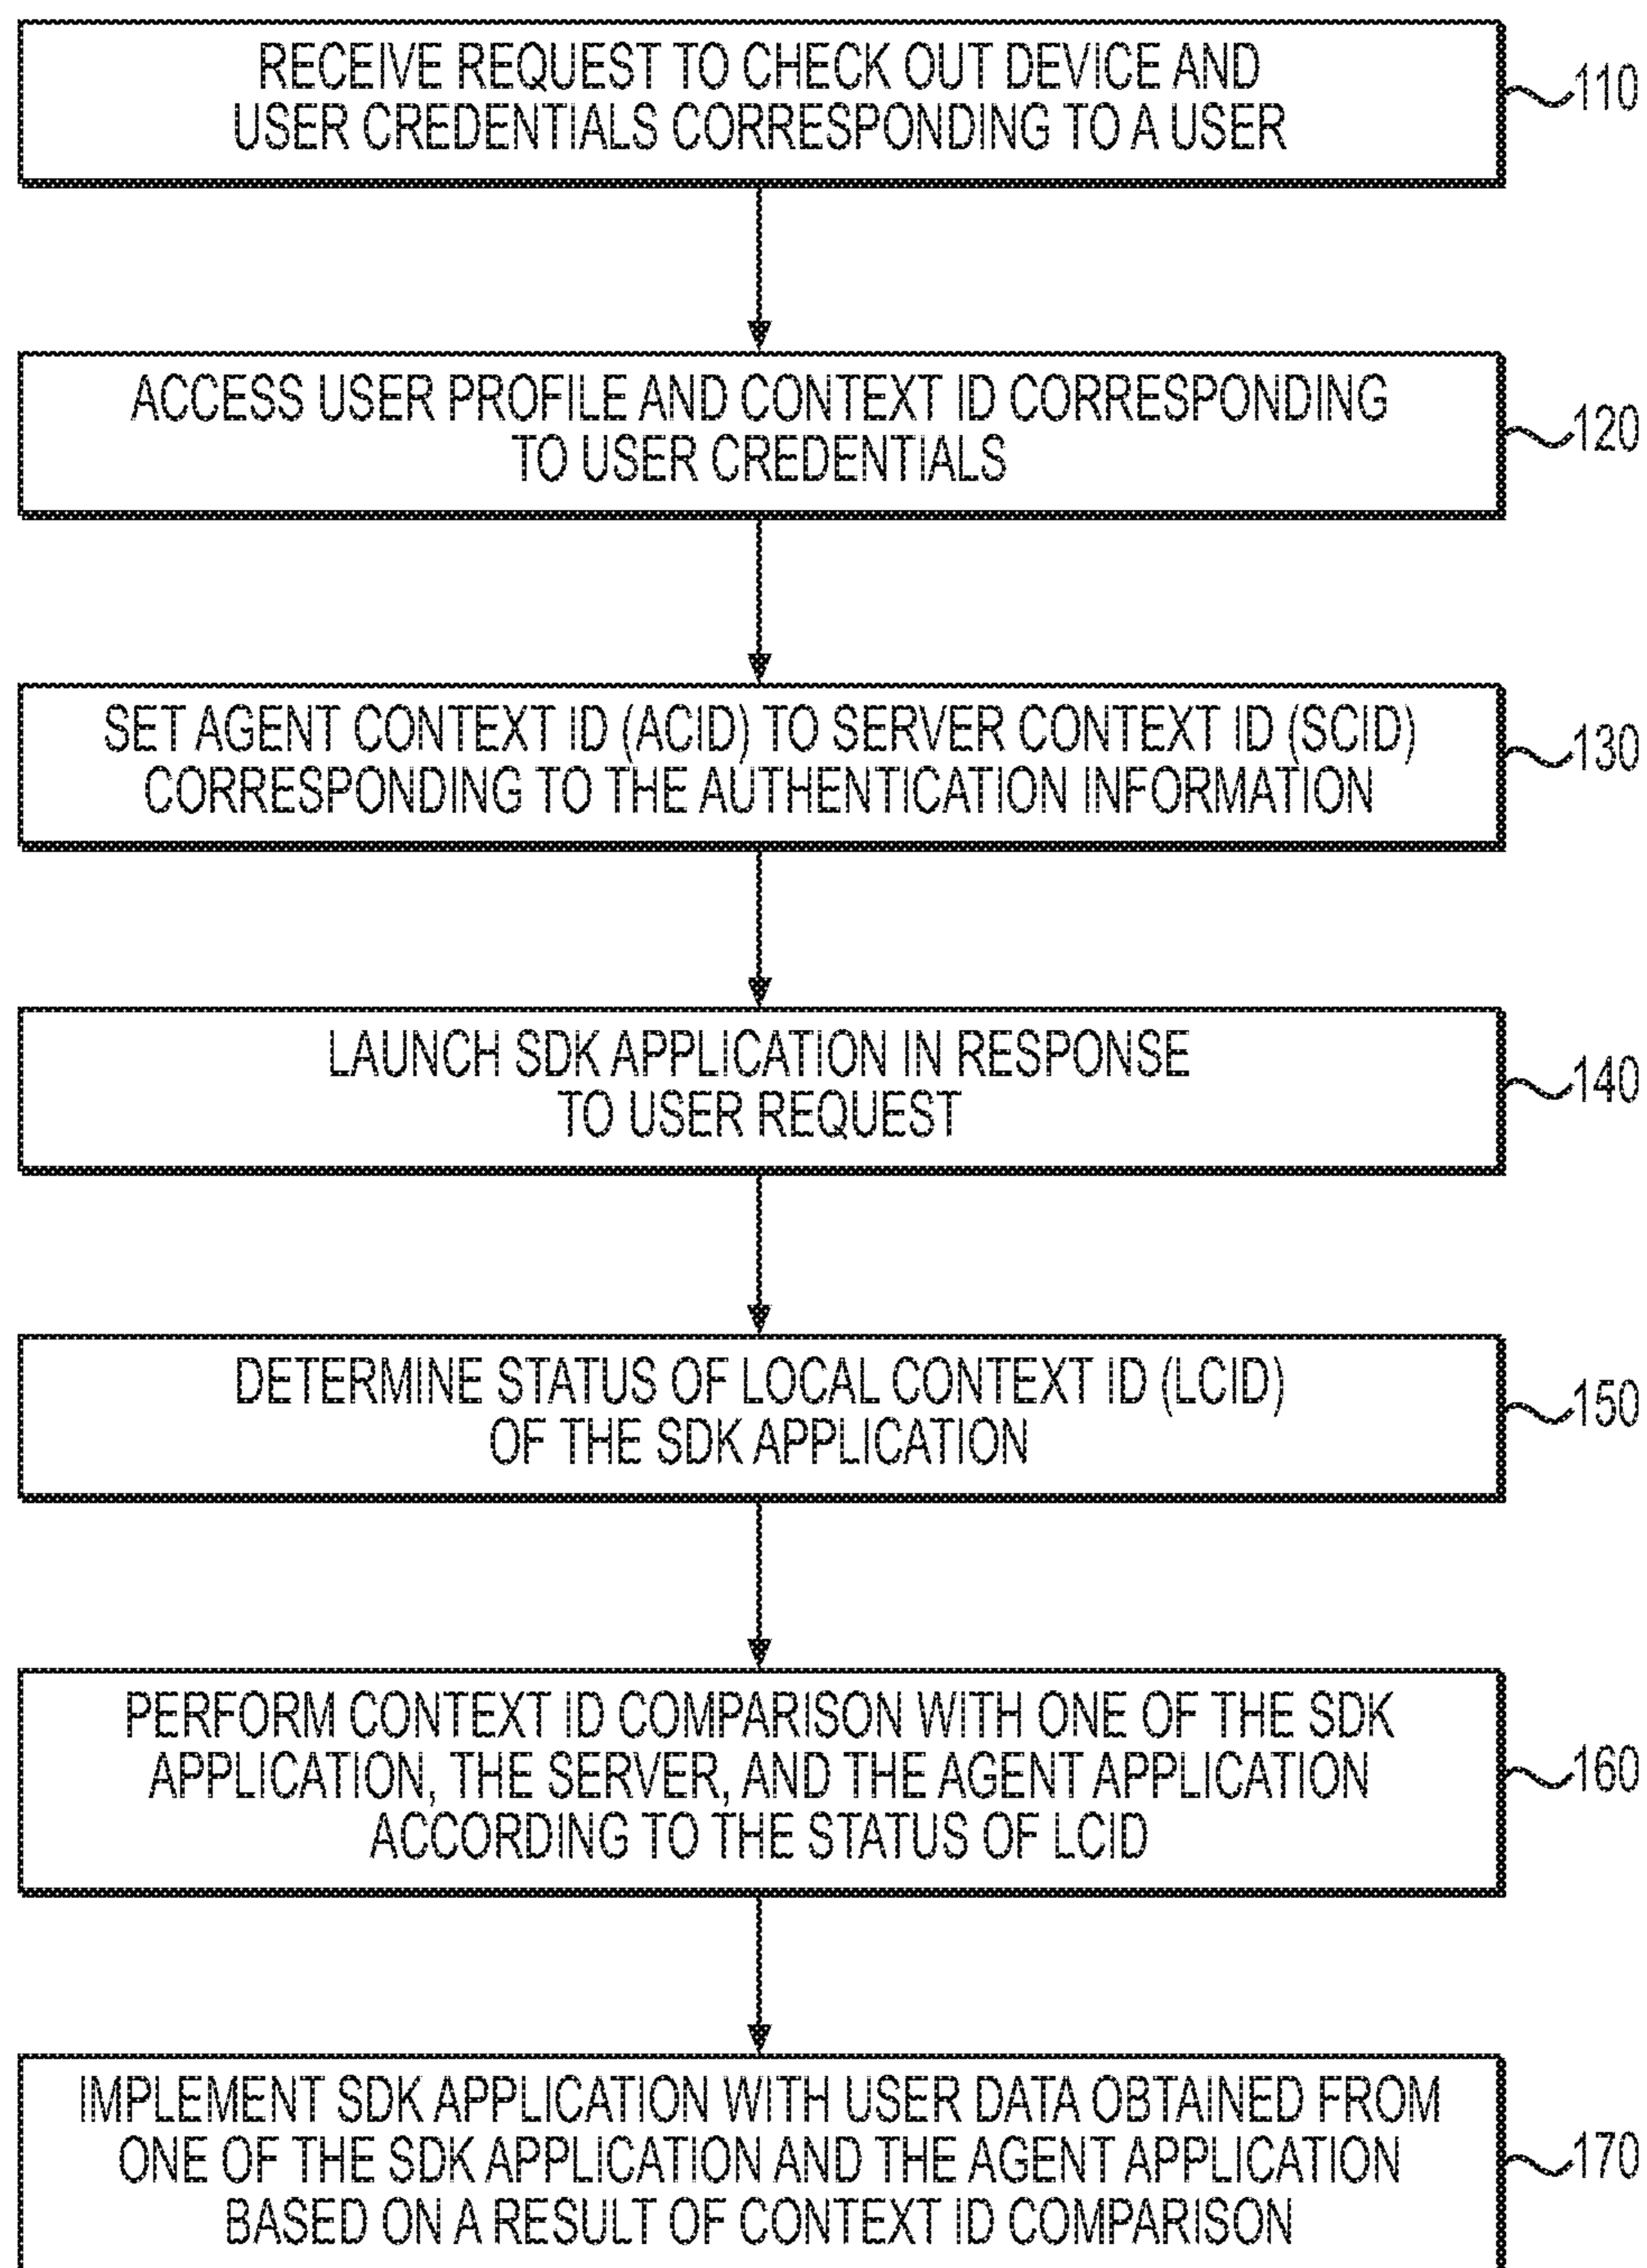 RECEIVE REQUEST TO CHECK OUT DEVICE AND
USER CREDENTIALS CORRESPONDING TO A USER
110
ACCESS USER PROFILE AND CONTEXT ID CORRESPONDING
TO USER CREDENTIALS
120
SET AGENT CONTEXT ID (ACID) TO SERVER CONTEXT ID (SCID)
CORRESPONDING TO THE AUTHENTICATION INFORMATION
130
LAUNCH SDK APPLICATION IN RESPONSE
TO USER REQUEST
140
DETERMINE STATUS OF LOCAL CONTEXT ID (LCID)
OF THE SDK APPLICATION
150
PERFORM CONTEXT ID COMPARISON WITH ONE OF THE SDK
APPLICATION, THE SERVER, AND THE AGENT APPLICATION
ACCORDING TO THE STATUS OF LCID
160
IMPLEMENT SDK APPLICATION WITH USER DATA OBTAINED FROM
ONE OF THE SDK APPLICATION AND THE AGENT APPLICATION
BASED ON A RESULT OF CONTEXT ID COMPARISON
170